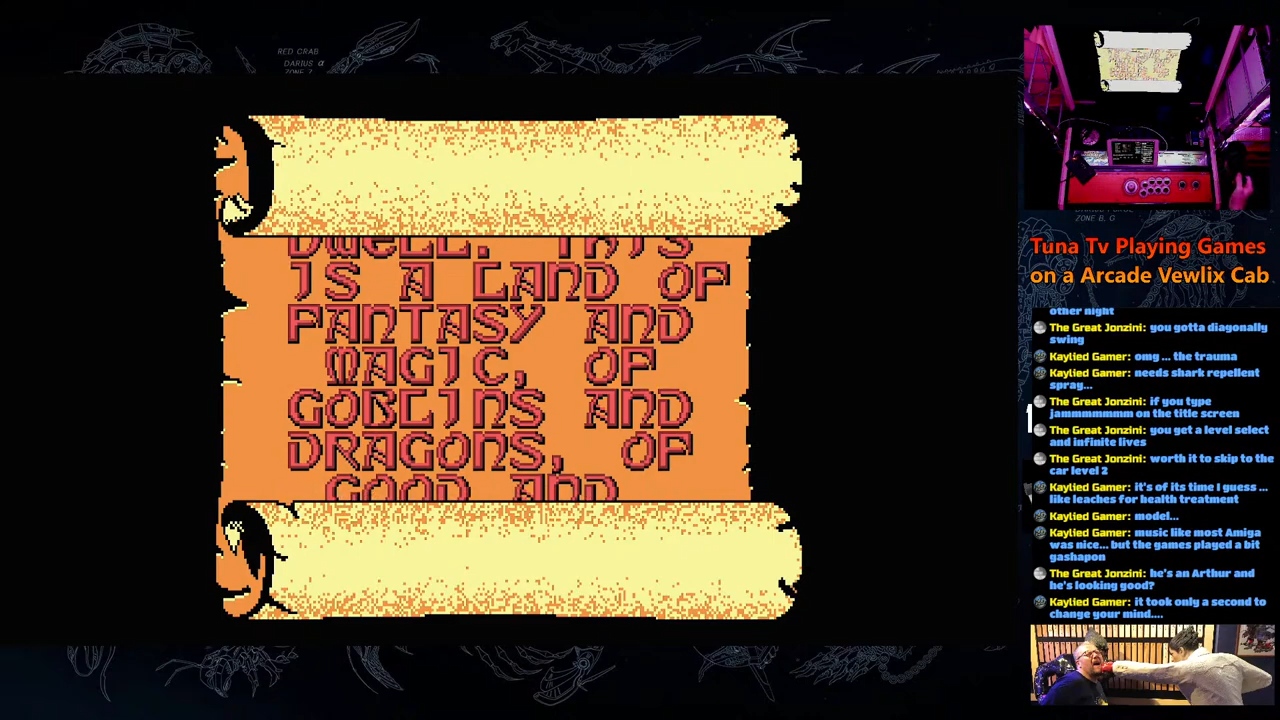 RED CRAB
DARIUS α
ZONE Z
DWELL. THIS
IS A LAND OF
FANTASY AND
MAGIC, OF
GOBLINS AND
DRAGONS, OF
GOOD AND
ZONE B, G
Tuna Tv Playing Games
on a Arcade Vewlix Cab
other night
The Great Jonzini: you gotta diagonally
swing
Kaylied Gamer: omg ... the trauma
Kaylied Gamer: needs shark repellent
spray...
The Great Jonzini: if you type
jammmmmmm on the title screen
The Great Jonzini: you get a level select
and infinite lives
The Great Jonzini: worth it to skip to the
car level 2
Kaylied Gamer: it's of its time I guess ...
like leaches for health treatment
Kaylied Gamer: model...
Kaylied Gamer: music like most Amiga
was nice... but the games played a bit
gashapon
The Great Jonzini: he's an Arthur and
he's looking good?
Kaylied Gamer: it took only a second to
change your mind....